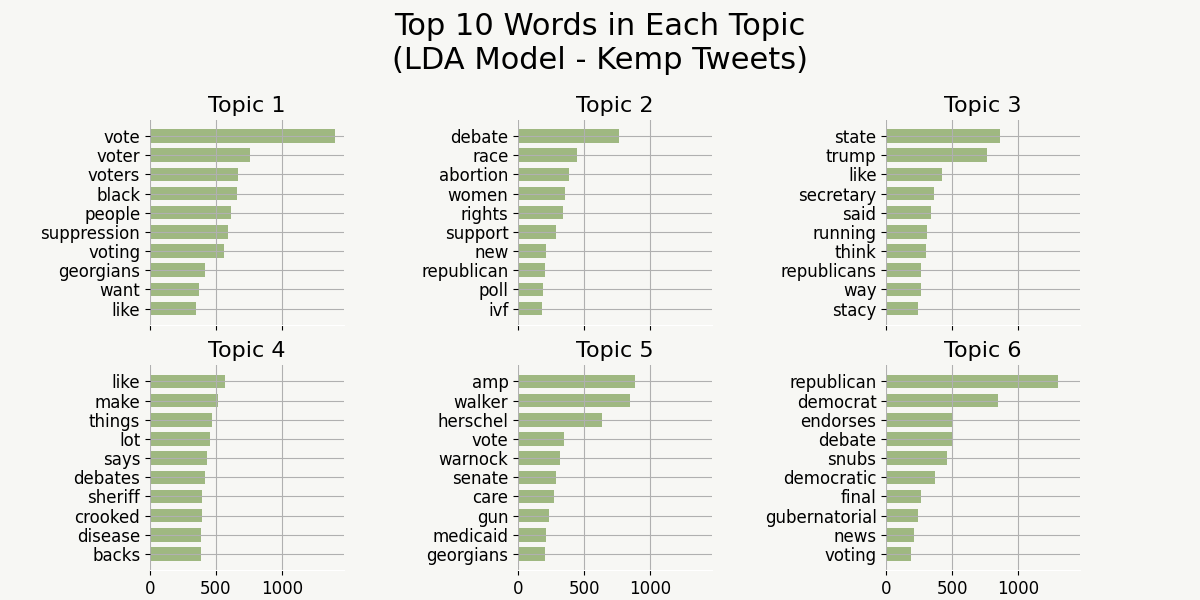 Top 10 Words in Each Topic
(LDA Model - Kemp Tweets)
Topic 1
vote
voter
voters
black
people
suppression
voting
georgians
want
like
Topic 2
debate
race
abortion
women
rights
support
new
republican
poll
ivf
Topic 3
state
trump
like
secretary
said
running
think
republicans
way
stacy
Topic 4
like
make
things
lot
says
debates
sheriff
crooked
disease
backs
0 500 1000
Topic 5
amp
walker
herschel
vote
warnock
senate
care
gun
medicaid
georgians
0 500 1000
Topic 6
republican
democrat
endorses
debate
snubs
democratic
final
gubernatorial
news
voting
0 500 1000